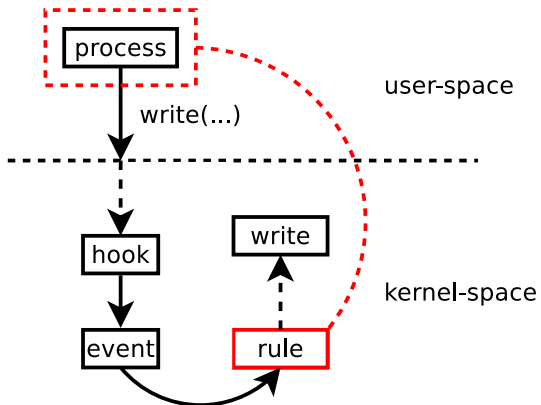 process
user-space
write(...)
write
hook
kernel-space
event
rule